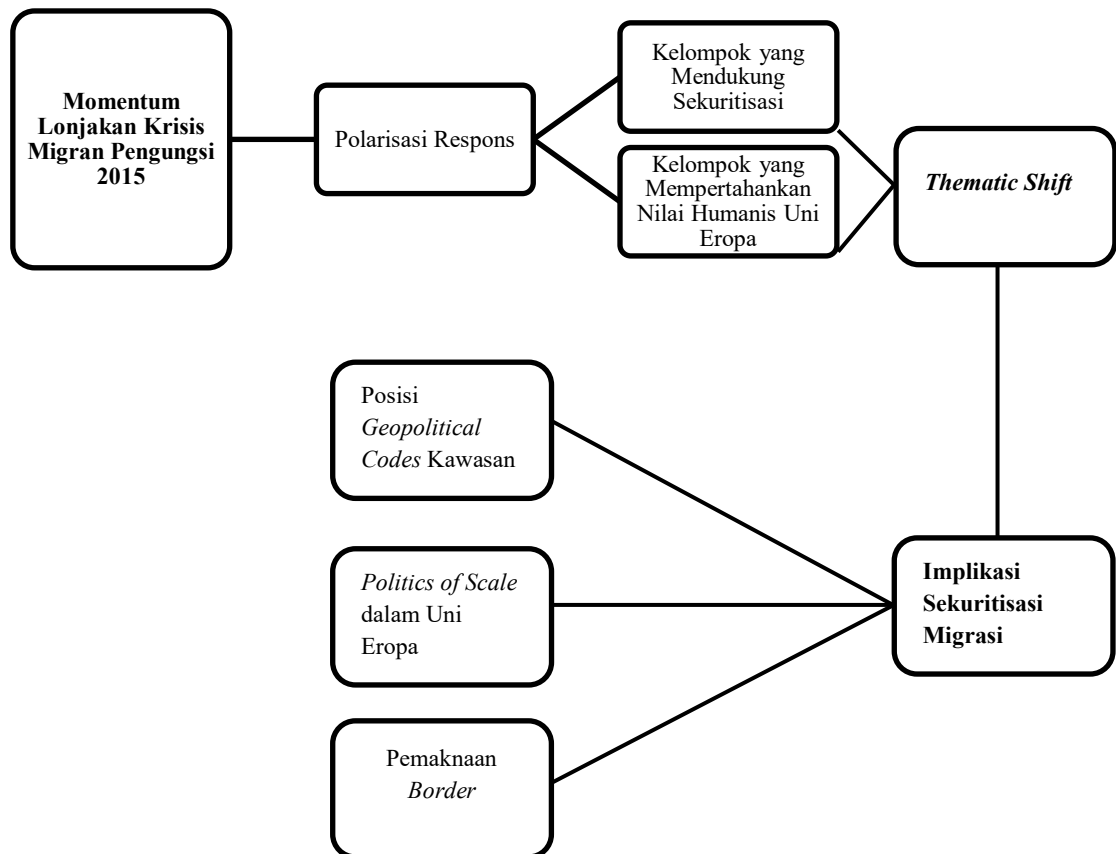 Momentum
Lonjakan Krisis
Migran Pengungsi
2015
Polarisasi Respons
Kelompok yang
Mendukung
Sekuritisasi
Kelompok yang
Mempertahankan
Nilai Humanis Uni
Eropa
Thematic Shift
Posisi
Geopolitical
Codes Kawasan
Politics of Scale
dalam Uni
Eropa
Pemaknaan
Border
Implikasi
Sekuritisasi
Migrasi